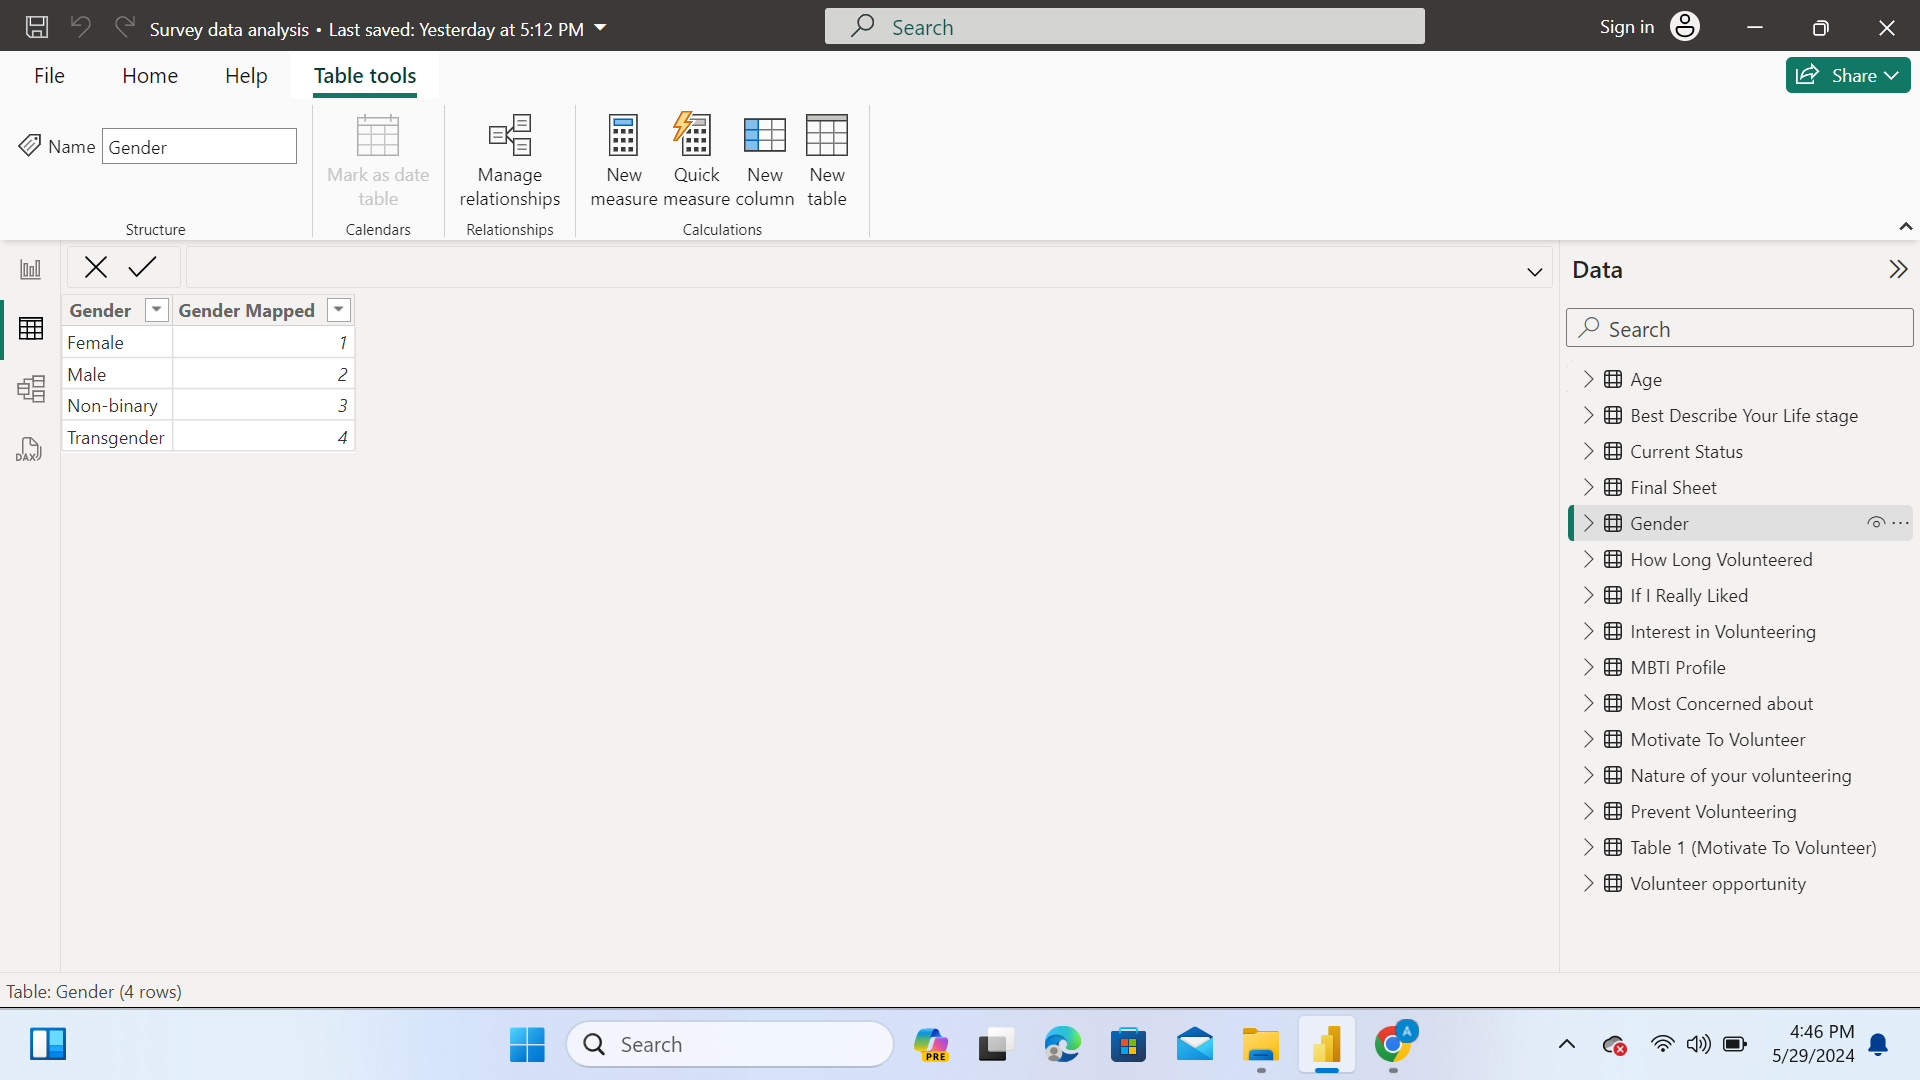 Survey data analysis • Last saved: Yesterday at 5:12 PM
Search
Sign in
File
Home
Help
Table tools
Share
Name
Gender
Mark as date
table
Manage
relationships
New
measure
Quick
measure
New
column
New
table
Structure
Calendars
Relationships
Calculations
Data
Gender
Gender Mapped
Female
1
Male
2
Non-binary
3
Transgender
4
DAX
Search
Age
Best Describe Your Life stage
Current Status
Final Sheet
Gender
How Long Volunteered
If I Really Liked
Interest in Volunteering
MBTI Profile
Most Concerned about
Motivate To Volunteer
Nature of your volunteering
Prevent Volunteering
Table 1 (Motivate To Volunteer)
Volunteer opportunity
Table: Gender (4 rows)
Search
PRE
A
4:46 PM
5/29/2024